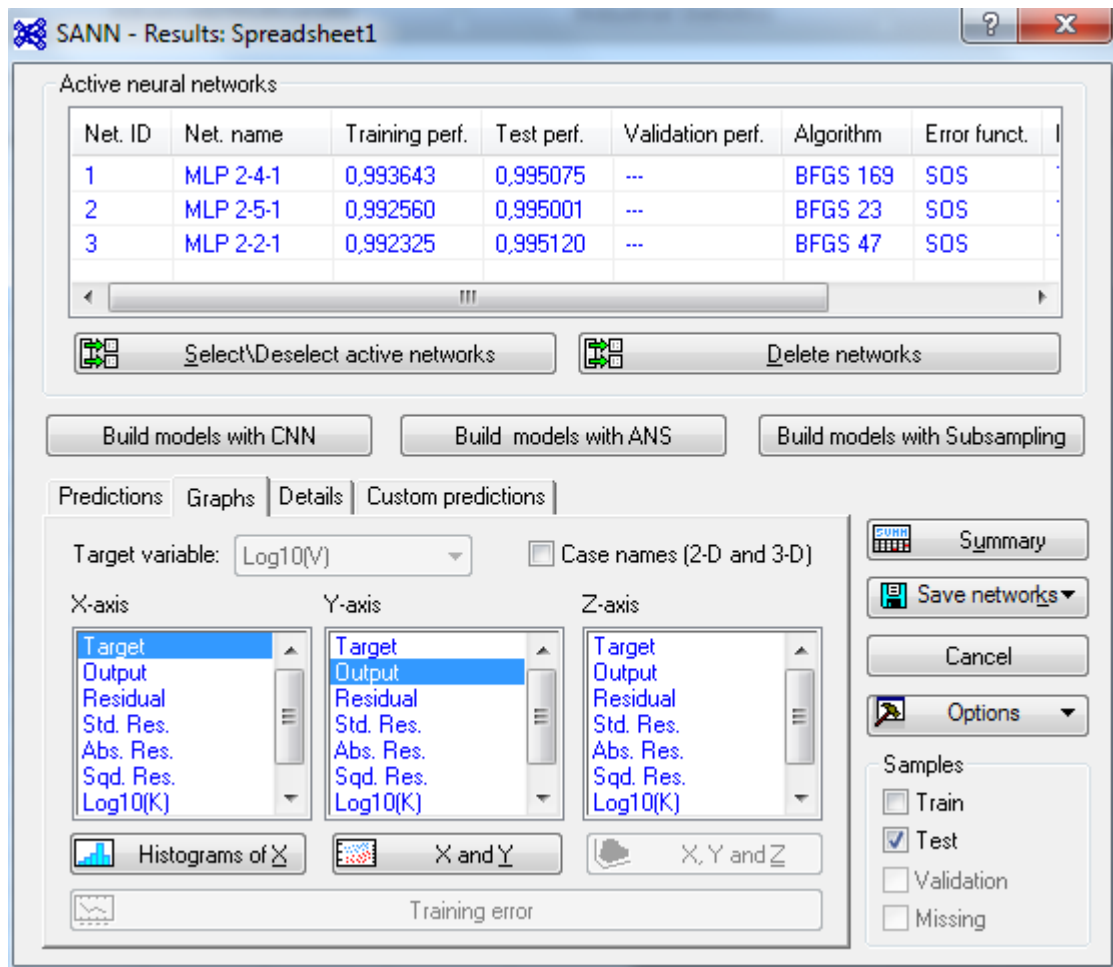 SANN - Results: Spreadsheet1
Active neural networks
Net. ID Net. name Training perf. Test perf. Validation perf. Algorithm Error funct.
1 MLP 2-4-1 0,993643 0,995075 --- BFGS 169 SOS
2 MLP 2-5-1 0,992560 0,995001 --- BFGS 23 SOS
3 MLP 2-2-1 0,992325 0,995120 --- BFGS 47 SOS
Select\Deselect active networks Delete networks
Build models with CNN Build models with ANS Build models with Subsampling
Predictions Graphs Details Custom predictions
Target variable: Log10(V) Case names (2-D and 3-D)
X-axis Y-axis Z-axis
Target Target Target
Output Output Output
Residual Residual Residual
Std. Res. Std. Res. Std. Res.
Abs. Res. Abs. Res. Abs. Res.
Sqd. Res. Sqd. Res. Sqd. Res.
Log10(K) Log10(K) Log10(K)
Histograms of X X and Y X, Y and Z
Training error
Summary
Save networks
Cancel
Options
Samples
Train
Test
Validation
Missing